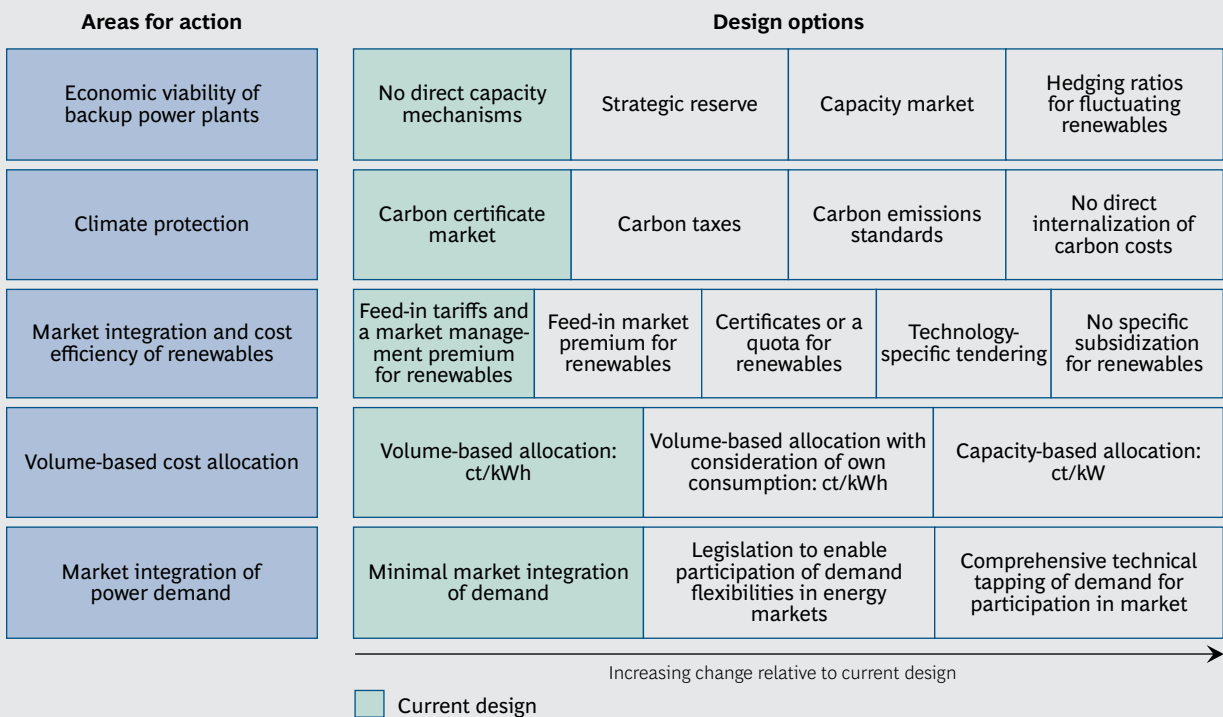 Areas for action
Design options
Economic viability of
backup power plants
No direct capacity
mechanisms
Strategic reserve
Capacity market
Hedging ratios
for fluctuating
renewables
Climate protection
Carbon certificate
market
Carbon taxes
Carbon emissions
standards
No direct
internalization of
carbon costs
Market integration and cost
efficiency of renewables
Feed-in tariffs and
a market manage-
ment premium
for renewables
Feed-in market
premium for
renewables
Certificates or a
quota for
renewables
Technology-
specific tendering
No specific
subsidization
for renewables
Volume-based cost allocation
Volume-based allocation:
ct/kWh
Volume-based allocation with
consideration of own
consumption: ct/kWh
Capacity-based allocation:
ct/kW
Market integration of
power demand
Minimal market integration
of demand
Legislation to enable
participation of demand
flexibilities in energy
markets
Comprehensive technical
tapping of demand for
participation in market
Increasing change relative to current design
Current design